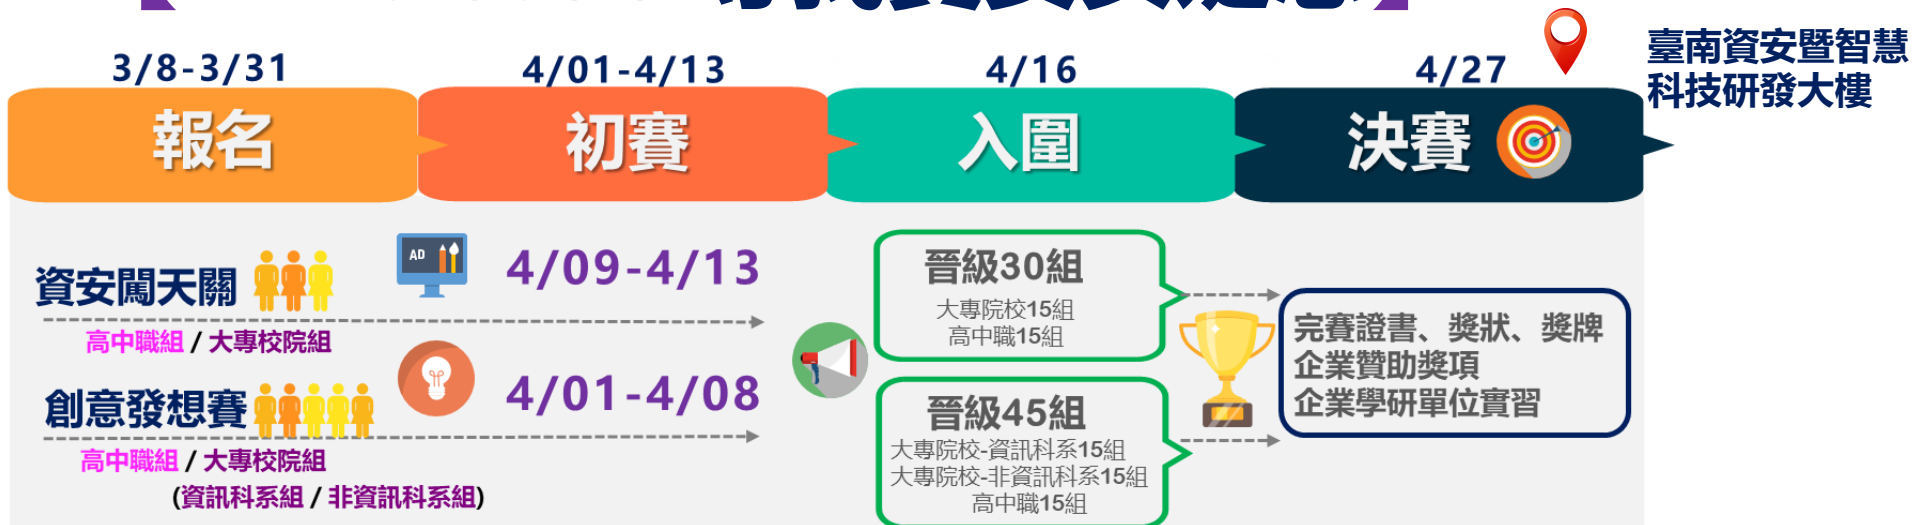 3/8-3/31
4/01-4/13
4/16
4/27
臺南資安暨智慧
科技研發大樓
報名
初賽
入圍
決賽
資安闖天關
AD
4/09-4/13
高中職組 / 大專校院組
創意發想賽
4/01-4/08
高中職組 / 大專校院組
(資訊科系組 / 非資訊科系組)
晉級30組
大專院校15組
高中職15組
晉級45組
大專院校-資訊科系15組
大專院校-非資訊科系15組
高中職15組
完賽證書、獎狀、獎牌
企業贊助獎項
企業學研單位實習